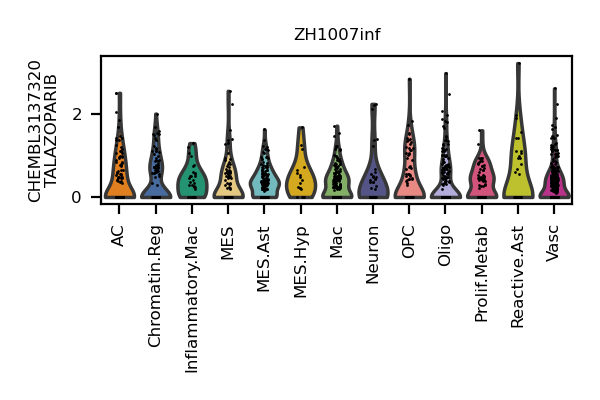 ZH1007inf
CHEMBL3137320
TALAZOPARIB
2
0
AC
Chromatin.Reg
Inflammatory.Mac
MES
MES.Ast
MES.Hyp
Mac
Neuron
OPC
Oligo
Prolif.Metab
Reactive.Ast
Vasc